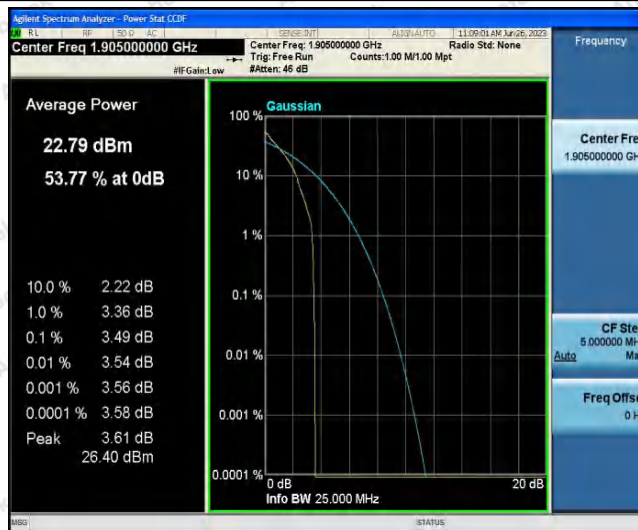 Agilent Spectrum Analyzer - Power Stat CCDF
RL RF 50 Ω AC SENSE:INT ALIGN AUTO 11:09:01 AM Jun 26, 2023
Center Freq 1.905000000 GHz
Center Freq: 1.905000000 GHz Radio Std: None
Trig: Free Run Counts:1.00 M/1.00 Mpt
#IFGain:Low #Atten: 46 dB
Frequency
Average Power
22.79 dBm
53.77 % at 0dB
10.0 % 2.22 dB
1.0 % 3.36 dB
0.1 % 3.49 dB
0.01 % 3.54 dB
0.001 % 3.56 dB
0.0001 % 3.58 dB
Peak 3.61 dB
26.40 dBm
Gaussian
100 %
10 %
1 %
0.1 %
0.01 %
0.001 %
0.0001 %
0 dB 20 dB
Info BW 25.000 MHz
Center Fre
1.905000000 GH
CF Ste
5.000000 MH
Auto Ma
Freq Offse
0 H
MSG STATUS